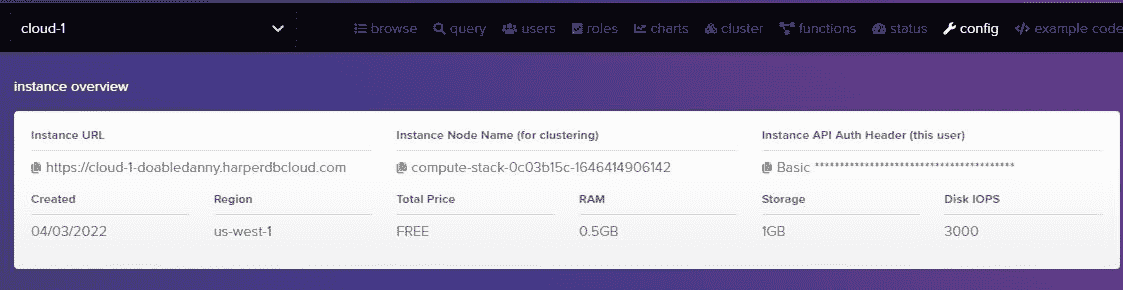 cloud-1 browse query users roles charts cluster functions status config example code
instance overview
Instance URL Instance Node Name (for clustering) Instance API Auth Header (this user)
https://cloud-1-doabledanny.harperdbcloud.com compute-stack-0c03b15c-1646414906142 Basic ****************************************
Created Region Total Price RAM Storage Disk IOPS
04/03/2022 us-west-1 FREE 0.5GB 1GB 3000